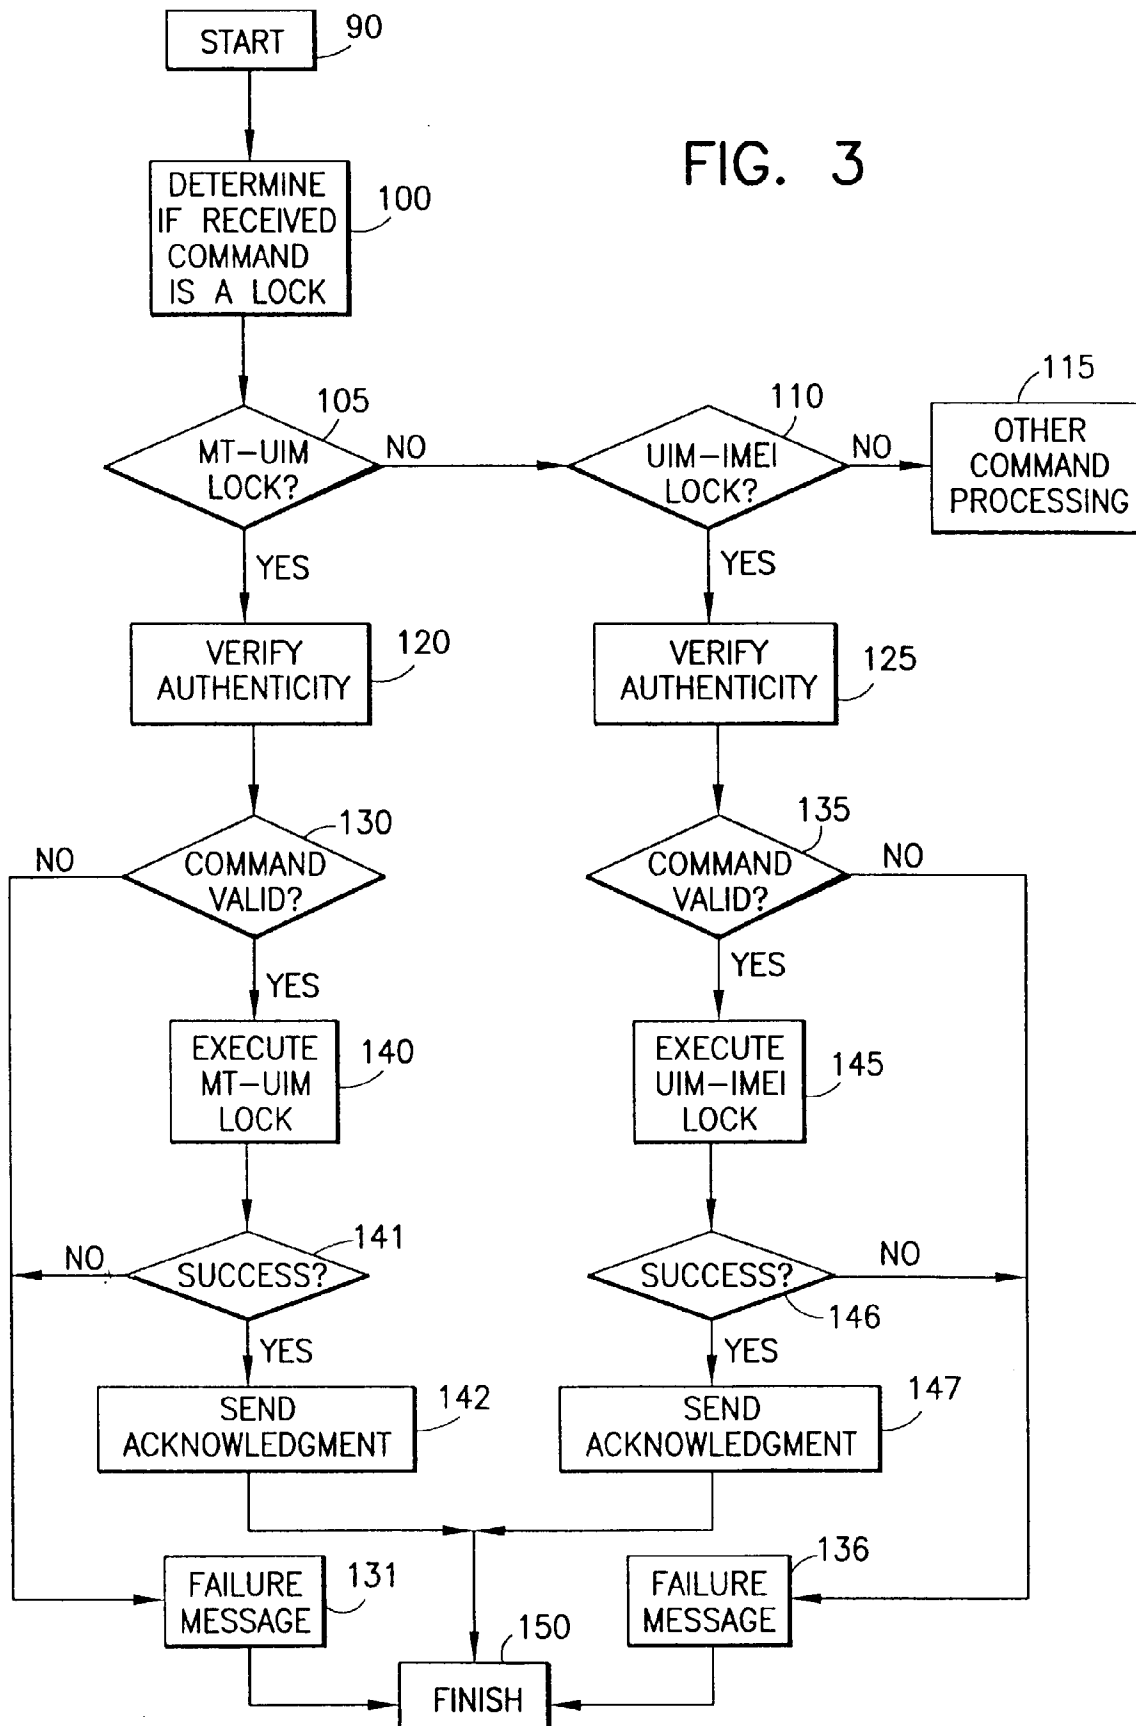 START
90
FIG. 3
DETERMINE
IF RECEIVED
COMMAND
IS A LOCK
100
MT-UIM
LOCK?
105
NO
UIM-IMEI
LOCK?
110
NO
OTHER
COMMAND
PROCESSING
115
YES
YES
VERIFY
AUTHENTICITY
120
VERIFY
AUTHENTICITY
125
NO
COMMAND
VALID?
130
COMMAND
VALID?
135
NO
YES
YES
EXECUTE
MT-UIM
LOCK
140
EXECUTE
UIM-IMEI
LOCK
145
NO
SUCCESS?
141
SUCCESS?
146
NO
YES
YES
SEND
ACKNOWLEDGMENT
142
SEND
ACKNOWLEDGMENT
147
FAILURE
MESSAGE
131
FAILURE
MESSAGE
136
FINISH
150